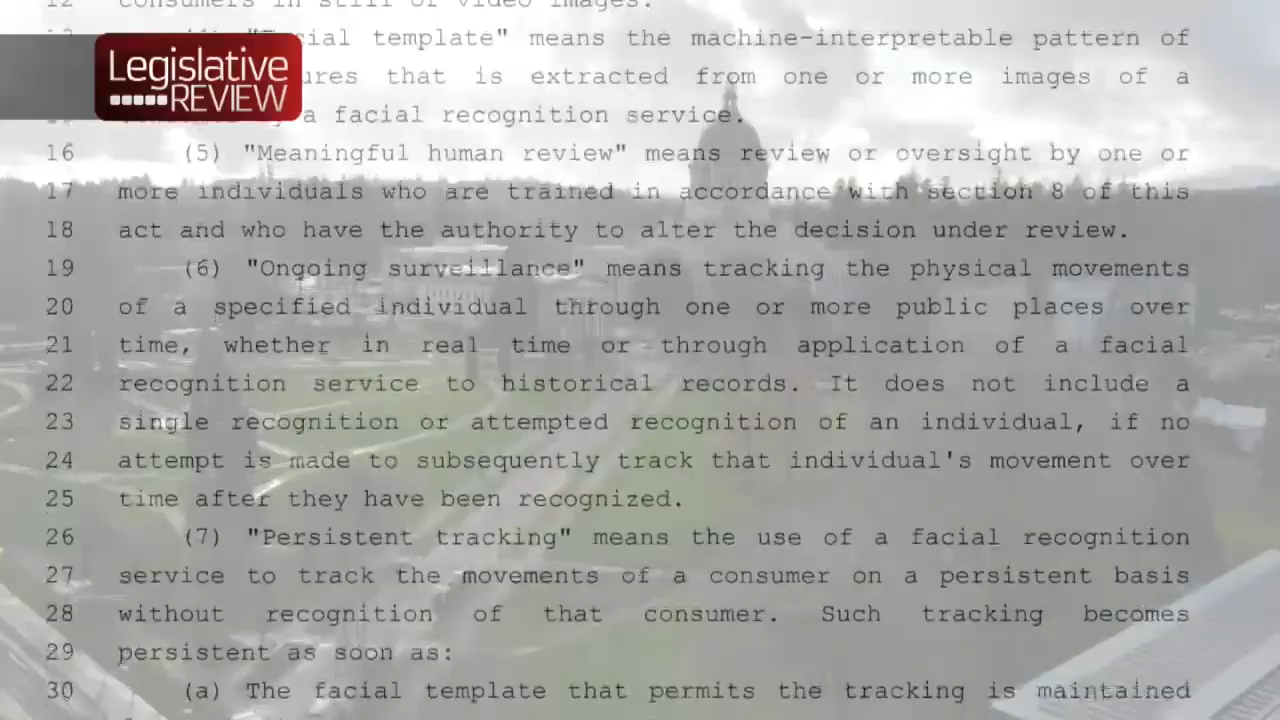 12 consumers in still or video images.
"Facial template" means the machine-interpretable pattern of
Legislative
REVIEW
that is extracted from one or more images of a
a facial recognition service.
16 (5) "Meaningful human review" means review or oversight by one or
17 more individuals who are trained in accordance with section 8 of this
18 act and who have the authority to alter the decision under review.
19 (6) "Ongoing surveillance" means tracking the physical movements
20 of a specified individual through one or more public places over
21 time, whether in real time or through application of a facial
22 recognition service to historical records. It does not include a
23 single recognition or attempted recognition of an individual, if no
24 attempt is made to subsequently track that individual's movement over
25 time after they have been recognized.
26 (7) "Persistent tracking" means the use of a facial recognition
27 service to track the movements of a consumer on a persistent basis
28 without recognition of that consumer. Such tracking becomes
29 persistent as soon as:
30 (a) The facial template that permits the tracking is maintained